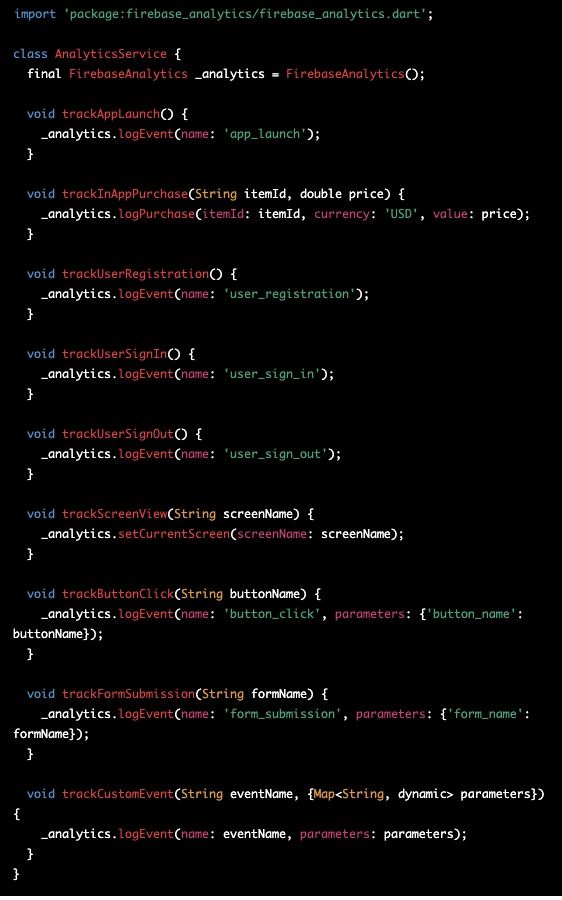 import 'package:firebase_analytics/firebase_analytics.dart';

class AnalyticsService {
  final FirebaseAnalytics _analytics = FirebaseAnalytics();

  void trackAppLaunch() {
    _analytics.logEvent(name: 'app_launch');
  }

  void trackInAppPurchase(String itemId, double price) {
    _analytics.logPurchase(itemId: itemId, currency: 'USD', value: price);
  }

  void trackUserRegistration() {
    _analytics.logEvent(name: 'user_registration');
  }

  void trackUserSignIn() {
    _analytics.logEvent(name: 'user_sign_in');
  }

  void trackUserSignOut() {
    _analytics.logEvent(name: 'user_sign_out');
  }

  void trackScreenView(String screenName) {
    _analytics.setCurrentScreen(screenName: screenName);
  }

  void trackButtonClick(String buttonName) {
    _analytics.logEvent(name: 'button_click', parameters: {'button_name':
buttonName});
  }

  void trackFormSubmission(String formName) {
    _analytics.logEvent(name: 'form_submission', parameters: {'form_name':
formName});
  }

  void trackCustomEvent(String eventName, {Map<String, dynamic> parameters})
{
    _analytics.logEvent(name: eventName, parameters: parameters);
  }
}